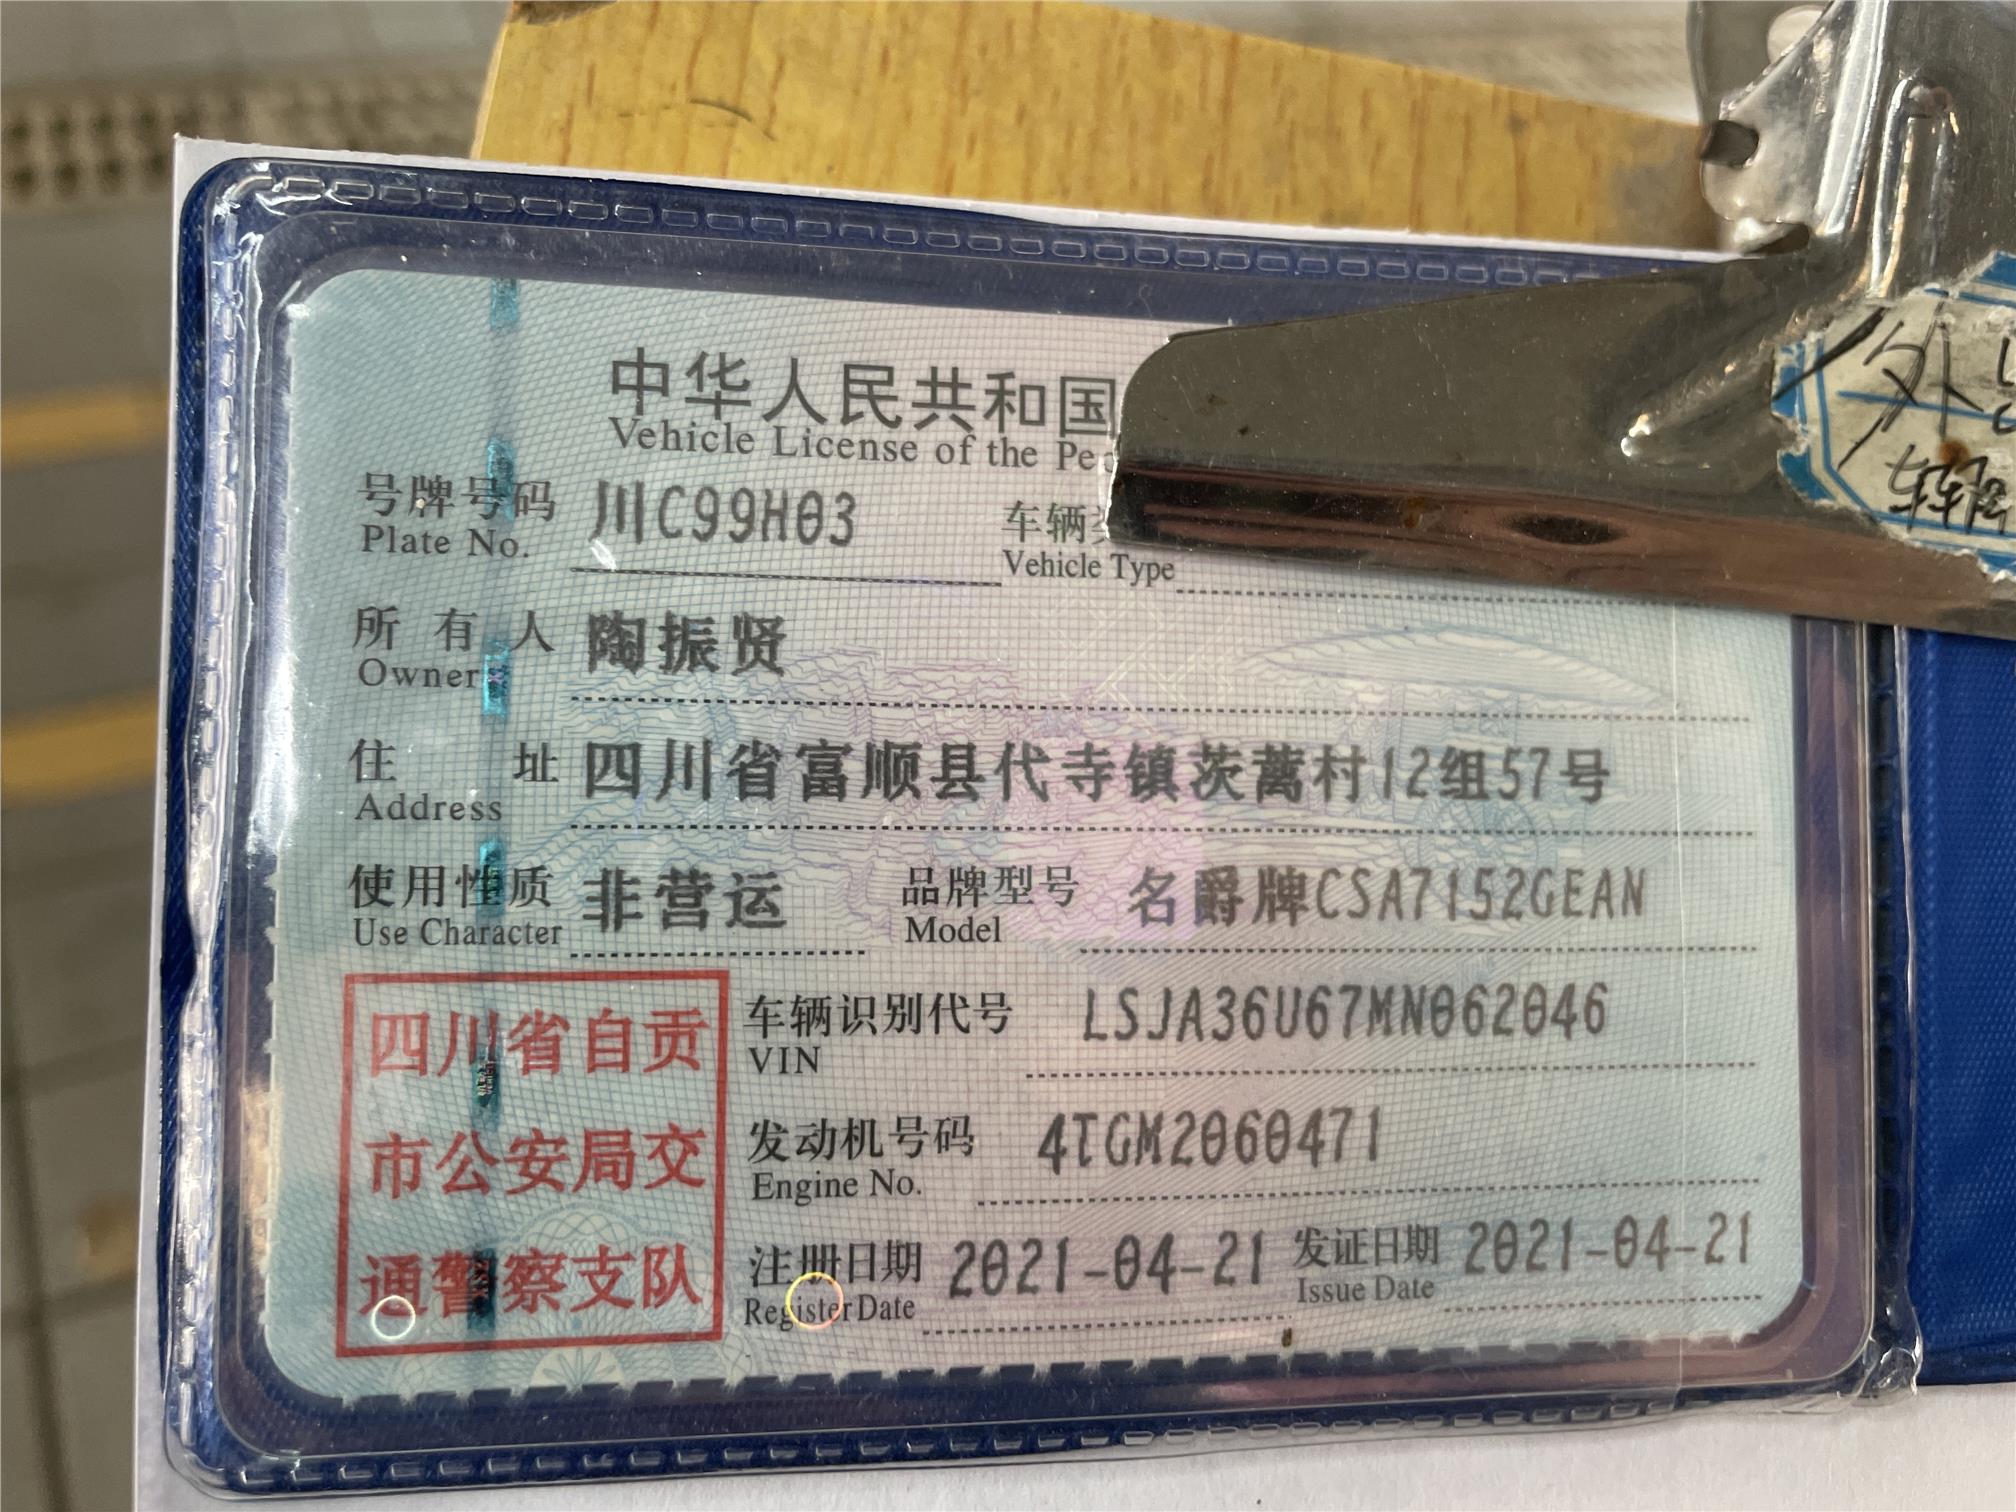 中华人民共和国
Vehicle License of the Pe
号牌号码 川C99H03 车辆
Plate No. Vehicle Type
所有人 陶振贤
Owner
住址 四川省富顺县代寺镇茨蒿村12组57号
Address
使用性质 非营运 品牌型号 名爵牌CSA7152GEAN
Use Character Model
四川省自贡
市公安局交
通警察支队
车辆识别代号 LSJA36U67MN062046
VIN
发动机号码 4TGM2060471
Engine No.
注册日期 2021-04-21 发证日期 2021-04-21
Register Date Issue Date
外